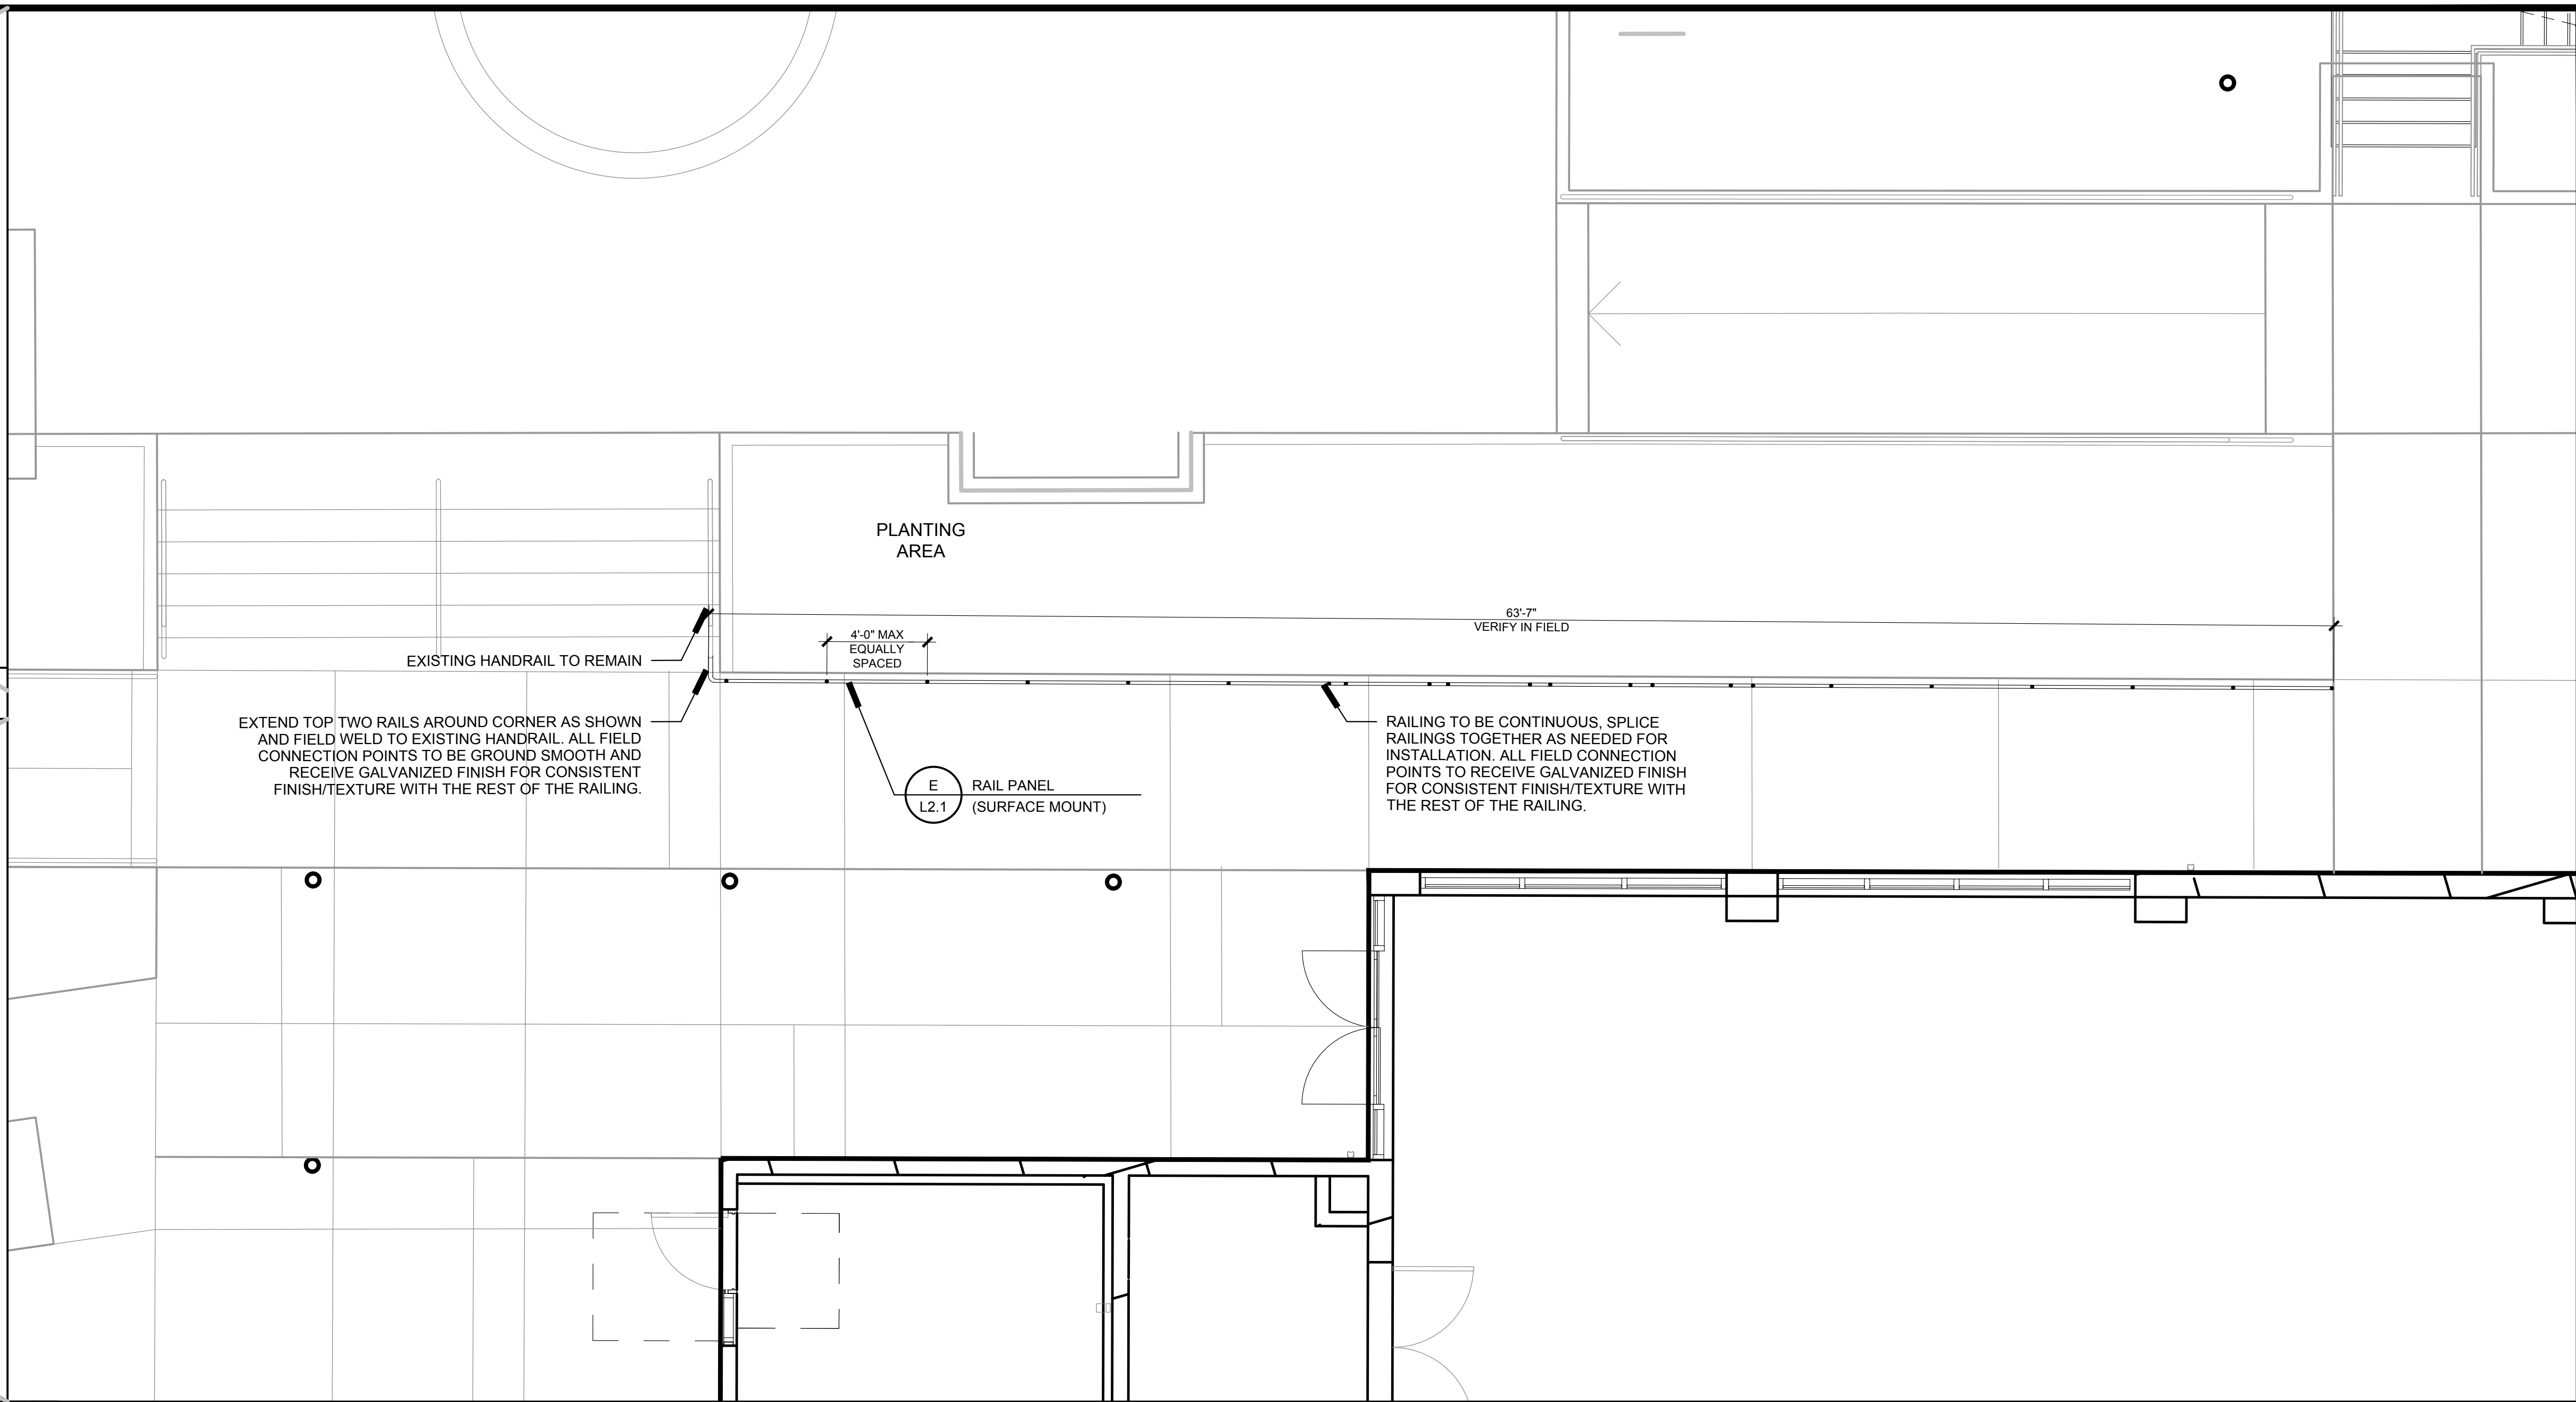 PLANTING
AREA
63'-7"
VERIFY IN FIELD
4'-0" MAX
EQUALLY
SPACED
EXISTING HANDRAIL TO REMAIN
EXTEND TOP TWO RAILS AROUND CORNER AS SHOWN
AND FIELD WELD TO EXISTING HANDRAIL. ALL FIELD
CONNECTION POINTS TO BE GROUND SMOOTH AND
RECEIVE GALVANIZED FINISH FOR CONSISTENT
FINISH/TEXTURE WITH THE REST OF THE RAILING.
E
L2.1
RAIL PANEL
(SURFACE MOUNT)
RAILING TO BE CONTINUOUS, SPLICE
RAILINGS TOGETHER AS NEEDED FOR
INSTALLATION. ALL FIELD CONNECTION
POINTS TO RECEIVE GALVANIZED FINISH
FOR CONSISTENT FINISH/TEXTURE WITH
THE REST OF THE RAILING.